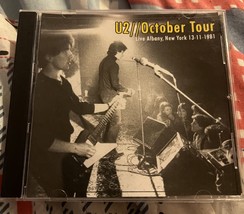 U2//October Tour
Live Albany, New York 13-11-1981